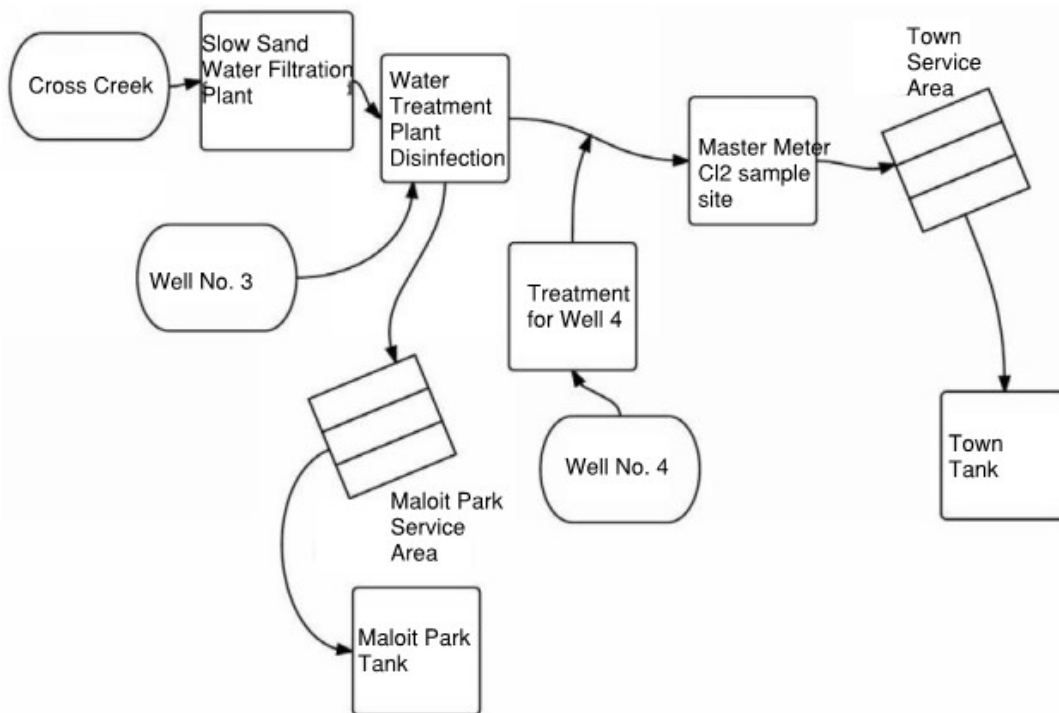 Cross Creek
Slow Sand
Water Filtration
Plant
Water
Treatment
Plant
Disinfection
Town
Service
Area
Master Meter
Cl2 sample
site
Well No. 3
Treatment
for Well 4
Well No. 4
Town
Tank
Maloit Park
Service
Area
Maloit Park
Tank